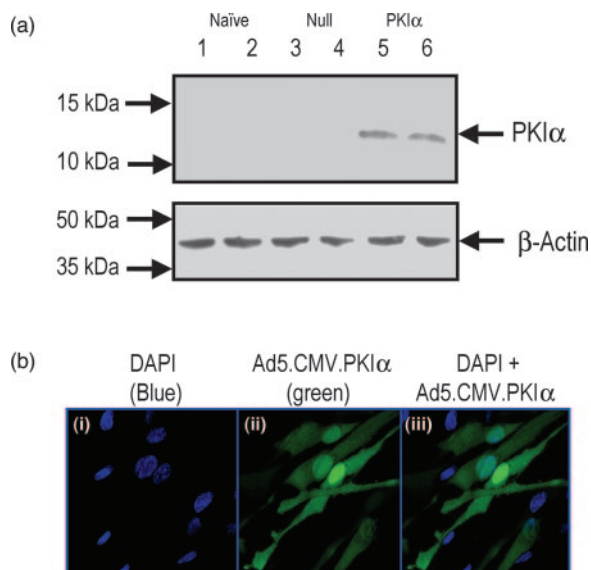 (a)
Naïve Null PKIα
1 2 3 4 5 6
15 kDa
PKIα
10 kDa
50 kDa
β-Actin
35 kDa
(b)
DAPI
(Blue)
Ad5.CMV.PKIα
(green)
DAPI +
Ad5.CMV.PKIα
(i)
(ii)
(iii)